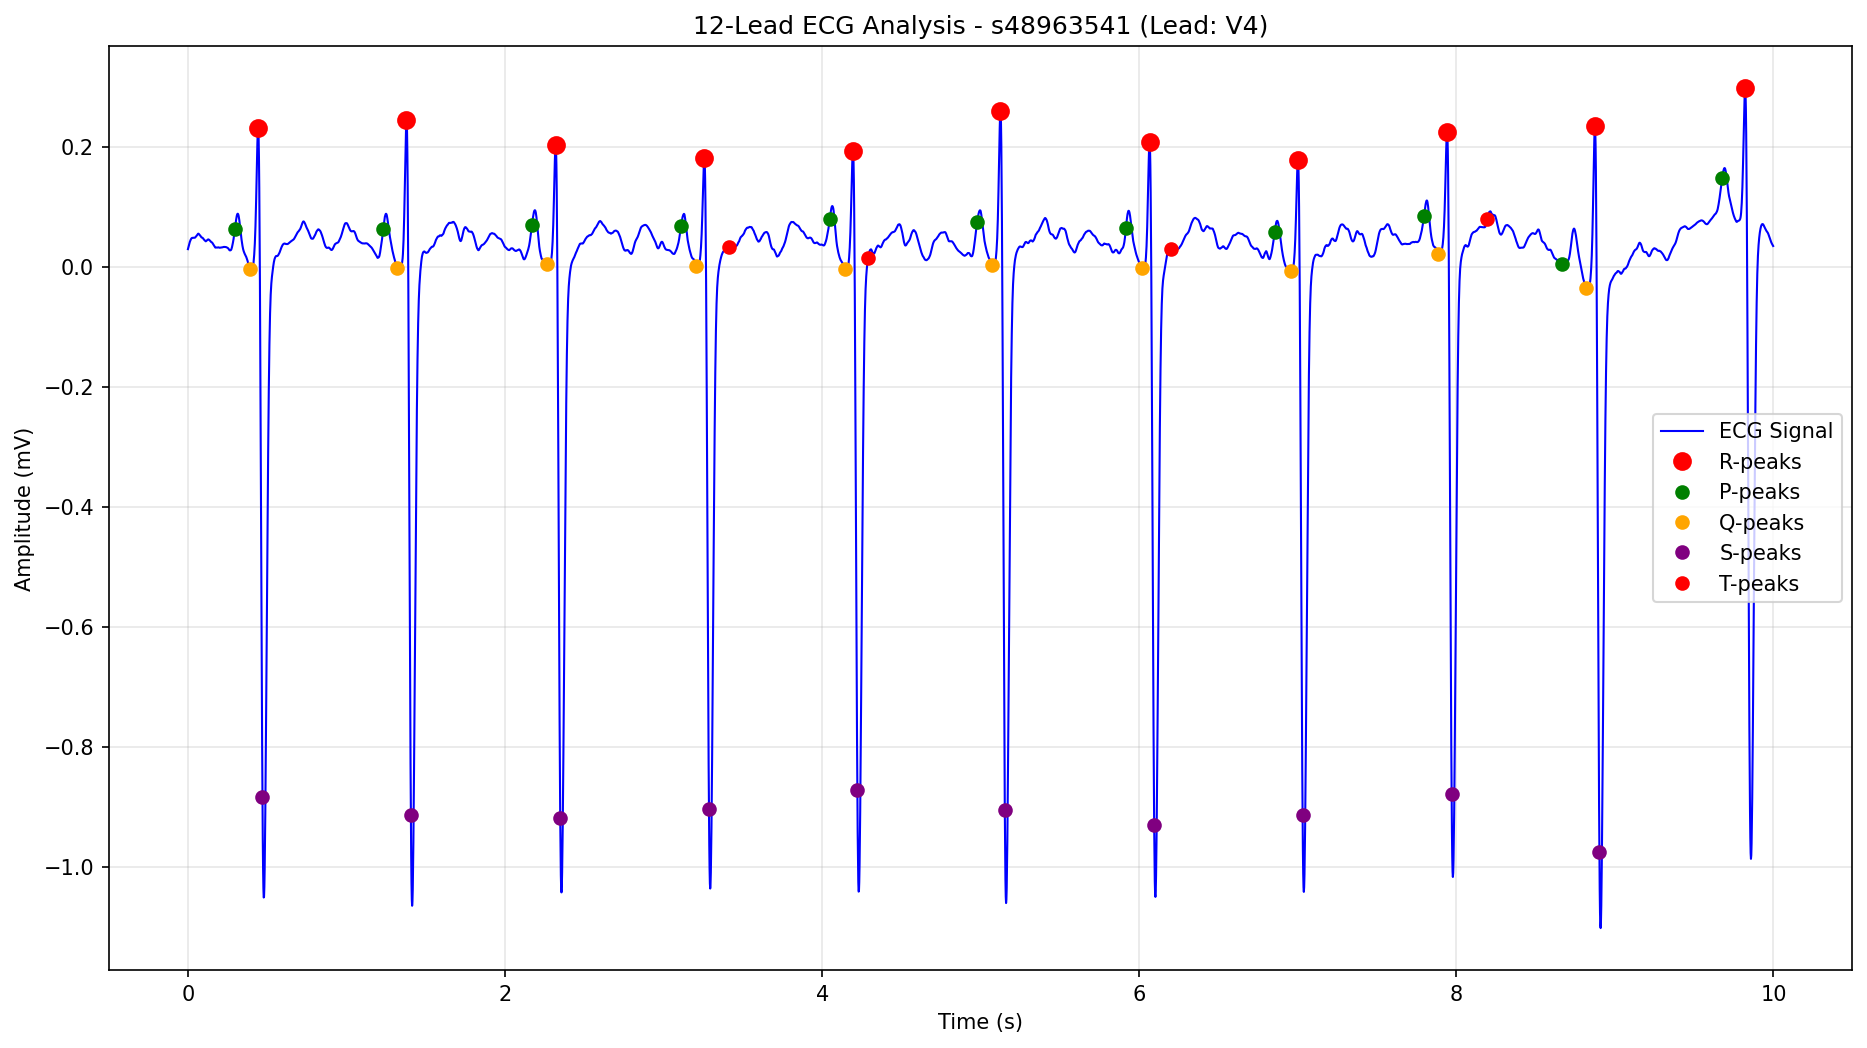 12-Lead ECG Analysis - s48963541 (Lead: V4)
Amplitude (mV)
0.2
0.0
−0.2
−0.4
−0.6
−0.8
−1.0
ECG Signal
R-peaks
P-peaks
Q-peaks
S-peaks
T-peaks
0 2 4 6 8 10
Time (s)